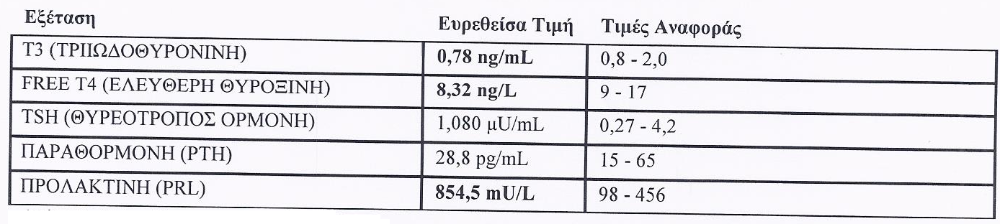 Εξέταση Ευρεθείσα Τιμή Τιμές Αναφοράς
Τ3 (ΤΡΙΙΩΔΟΘΥΡΟΝΙΝΗ) 0,78 ng/mL 0,8 - 2,0
FREE T4 (ΕΛΕΥΘΕΡΗ ΘΥΡΟΞΙΝΗ) 8,32 ng/L 9 - 17
TSH (ΘΥΡΕΟΤΡΟΠΟΣ ΟΡΜΟΝΗ) 1,080 μU/mL 0,27 - 4,2
ΠΑΡΑΘΟΡΜΟΝΗ (PTH) 28,8 pg/mL 15 - 65
ΠΡΟΛΑΚΤΙΝΗ (PRL) 854,5 mU/L 98 - 456